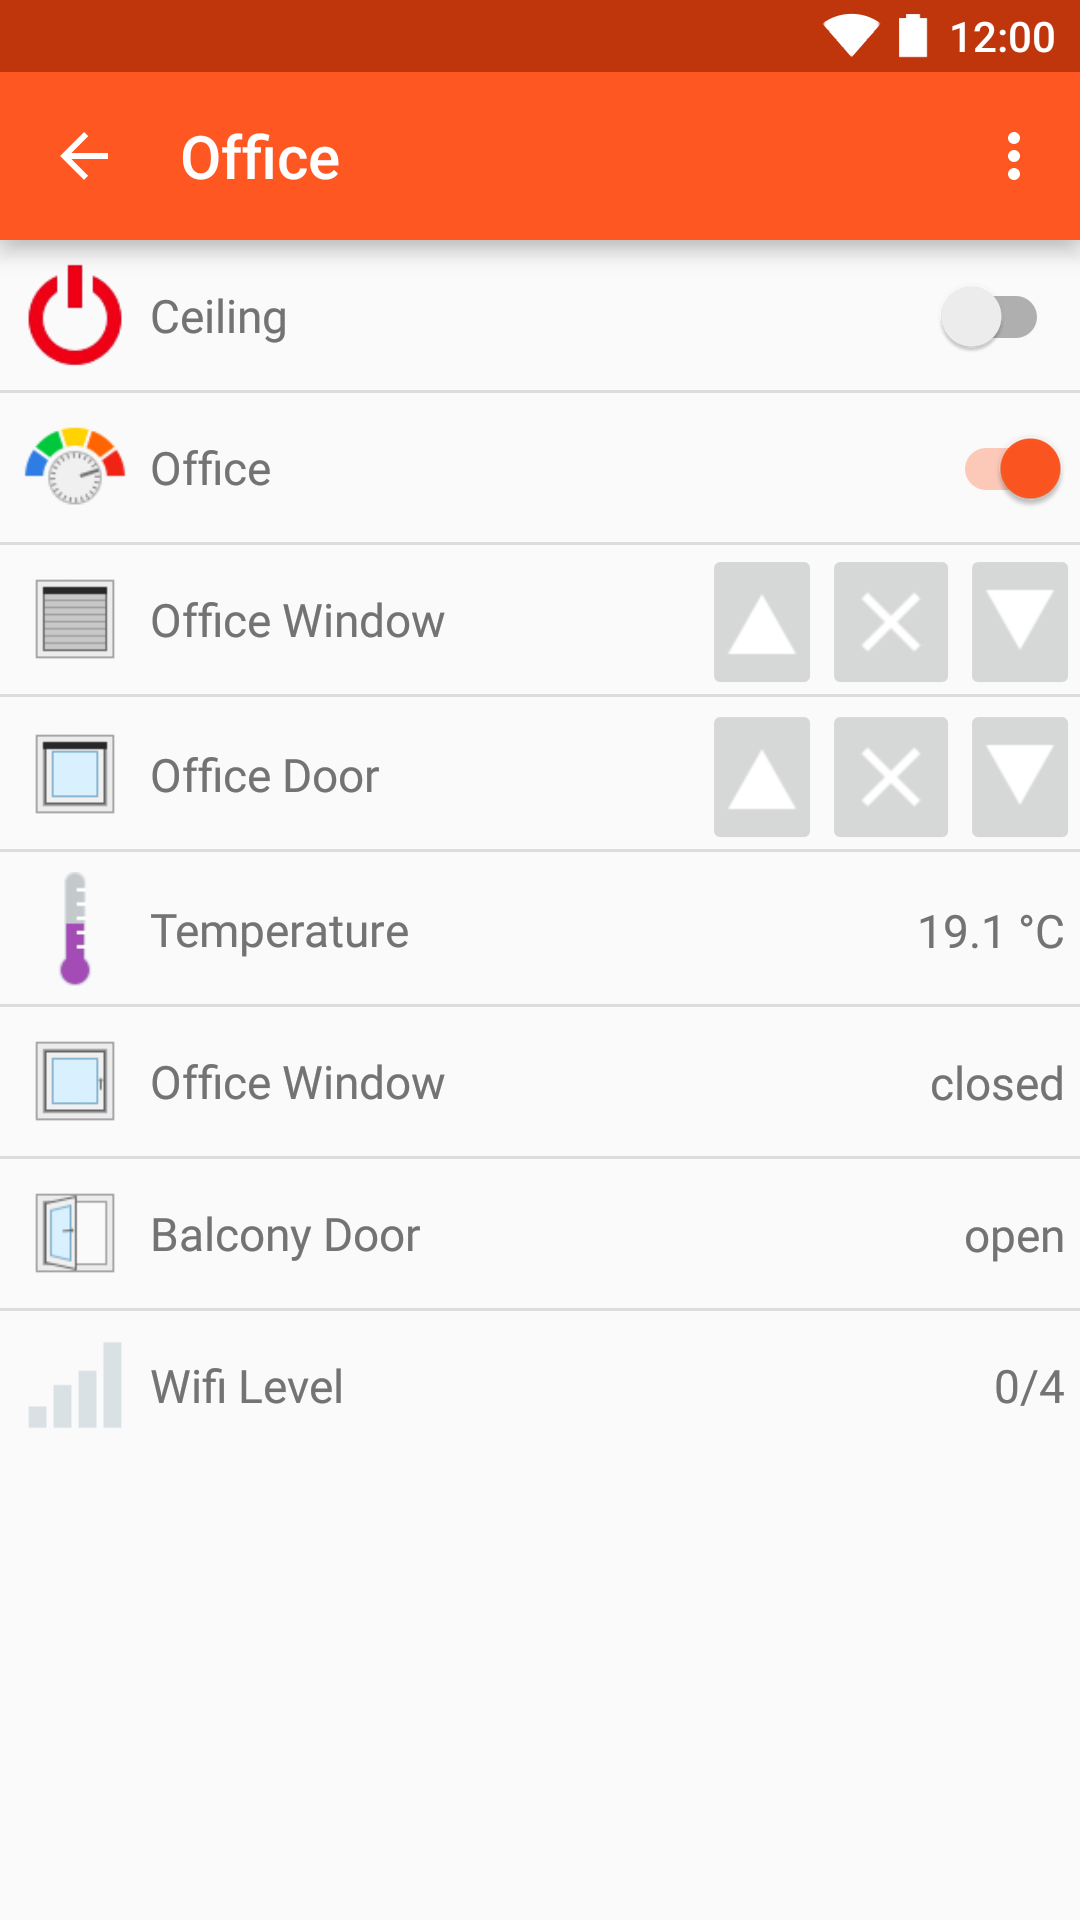 12:00
Office
Ceiling
Office
Office Window
Office Door
Temperature 19.1 °C
Office Window closed
Balcony Door open
Wifi Level 0/4